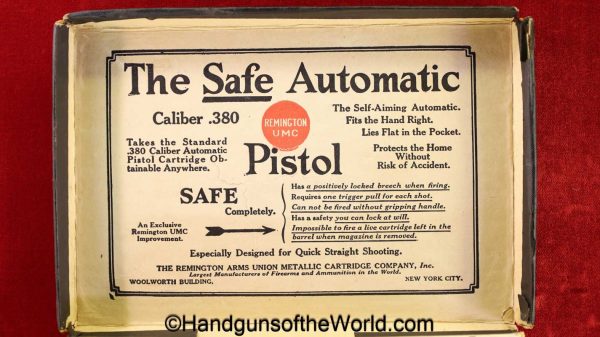 The Safe Automatic
Caliber .380
REMINGTON
UMC
The Self-Aiming Automatic.
Fits the Hand Right.
Lies Flat in the Pocket.
Takes the Standard
.380 Caliber Automatic
Pistol Cartridge Ob-
tainable Anywhere.
Pistol
Protects the Home
Without
Risk of Accident.
SAFE
Completely.
An Exclusive
Remington UMC
Improvement.
Has a positively locked breech when firing.
Requires one trigger pull for each shot.
Can not be fired without gripping handle.
Has a safety you can lock at will.
Impossible to fire a live cartridge left in the
barrel when magazine is removed.
Especially Designed for Quick Straight Shooting.
THE REMINGTON ARMS UNION METALLIC CARTRIDGE COMPANY, Inc.
Largest Manufacturers of Firearms and Ammunition in the World.
WOOLWORTH BUILDING. NEW YORK CITY.
©HandgunsoftheWorld.com